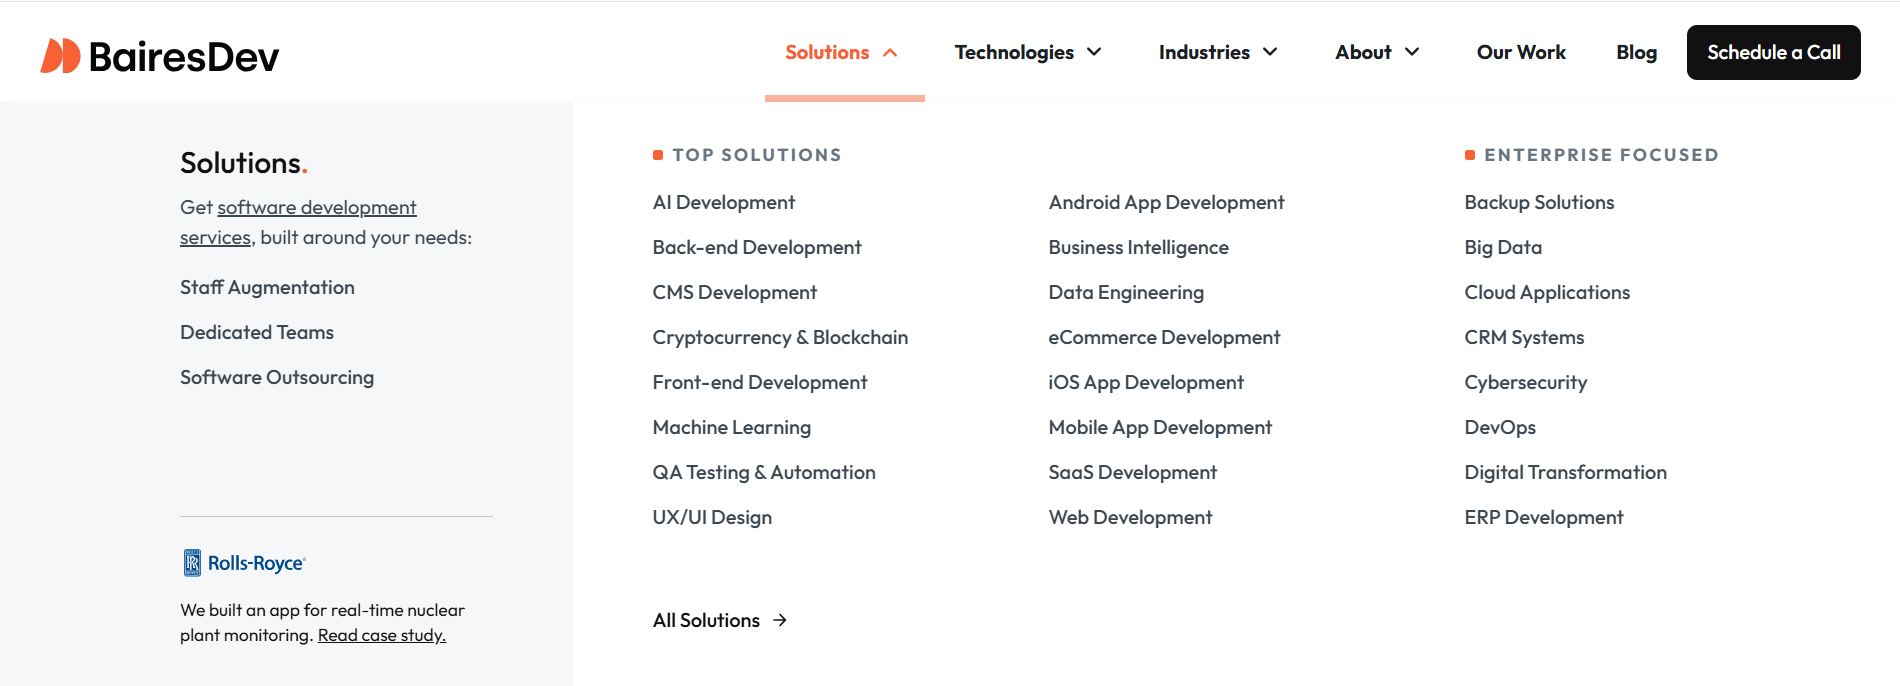 BairesDev
Solutions
Technologies
Industries
About
Our Work
Blog
Schedule a Call
Solutions.
Get software development
services, built around your needs:
Staff Augmentation
Dedicated Teams
Software Outsourcing
Rolls-Royce
We built an app for real-time nuclear
plant monitoring. Read case study.
TOP SOLUTIONS
AI Development
Back-end Development
CMS Development
Cryptocurrency & Blockchain
Front-end Development
Machine Learning
QA Testing & Automation
UX/UI Design
Android App Development
Business Intelligence
Data Engineering
eCommerce Development
iOS App Development
Mobile App Development
SaaS Development
Web Development
ENTERPRISE FOCUSED
Backup Solutions
Big Data
Cloud Applications
CRM Systems
Cybersecurity
DevOps
Digital Transformation
ERP Development
All Solutions →